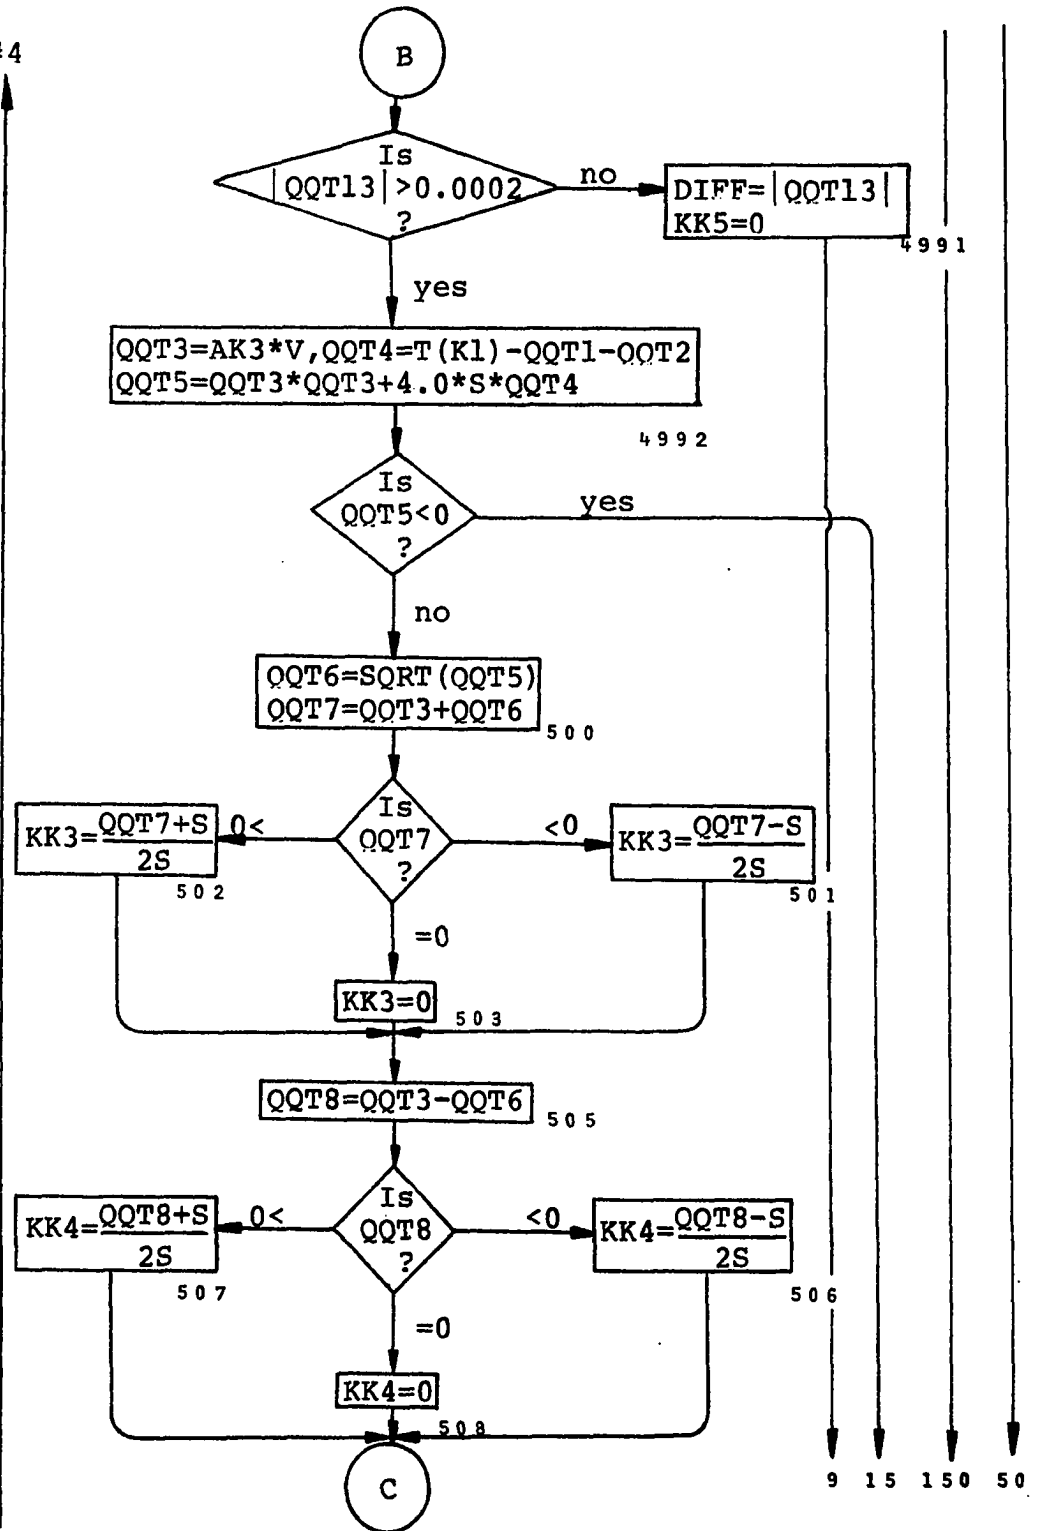 #4
B
Is
|QQT13|>0.0002
?
no
DIFF=|QQT13|
KK5=0
4991
yes
QQT3=AK3*V,QQT4=T(K1)-QQT1-QQT2
QQT5=QQT3*QQT3+4.0*S*QQT4
4992
Is
QQT5<0
?
yes
no
QQT6=SQRT(QQT5)
QQT7=QQT3+QQT6
500
Is
QQT7
?
0<
<0
KK3=QQT7+S
2S
502
KK3=QQT7-S
2S
501
=0
KK3=0
503
QQT8=QQT3-QQT6
505
Is
QQT8
?
0<
<0
KK4=QQT8+S
2S
507
KK4=QQT8-S
2S
506
=0
KK4=0
508
C
9 15 150 50